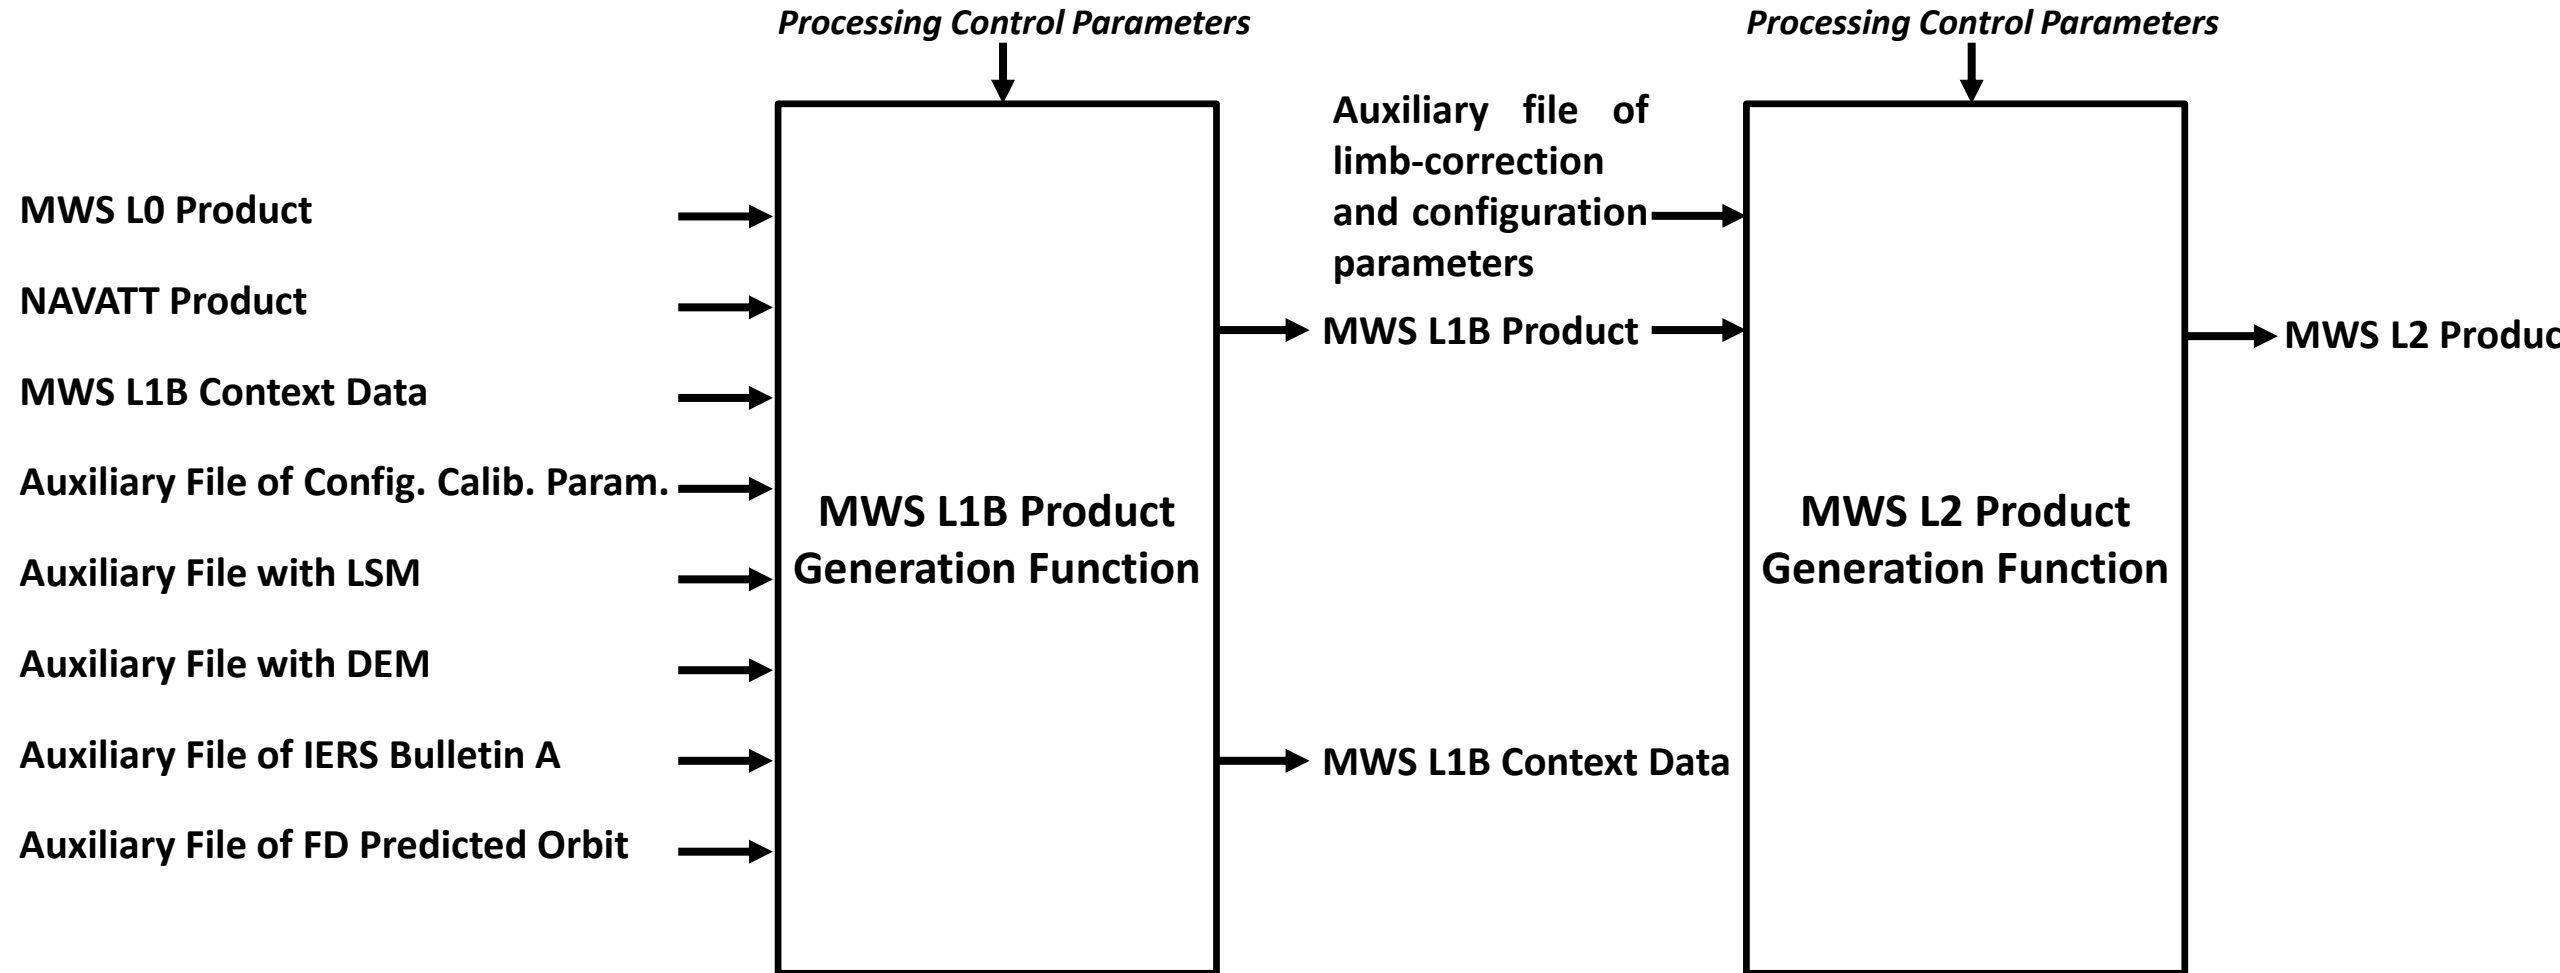 Processing Control Parameters
Processing Control Parameters
MWS L0 Product
NAVATT Product
MWS L1B Context Data
Auxiliary File of Config. Calib. Param.
Auxiliary File with LSM
Auxiliary File with DEM
Auxiliary File of IERS Bulletin A
Auxiliary File of FD Predicted Orbit
MWS L1B Product
Generation Function
Auxiliary file of
limb-correction
and configuration
parameters
MWS L1B Product
MWS L1B Context Data
MWS L2 Product
Generation Function
MWS L2 Produc